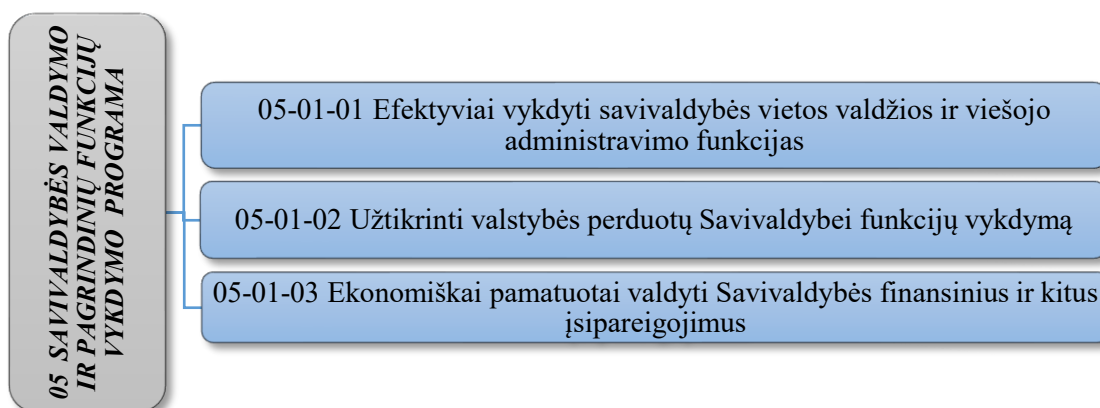 05 SAVIVALDYBĖS VALDYMO
IR PAGRINDINIŲ FUNKCIJŲ
VYKDYMO PROGRAMA
05-01-01 Efektyviai vykdyti savivaldybės vietos valdžios ir viešojo
administravimo funkcijas
05-01-02 Užtikrinti valstybės perduotų Savivaldybei funkcijų vykdymą
05-01-03 Ekonomiškai pamatuotai valdyti Savivaldybės finansinius ir kitus
įsipareigojimus